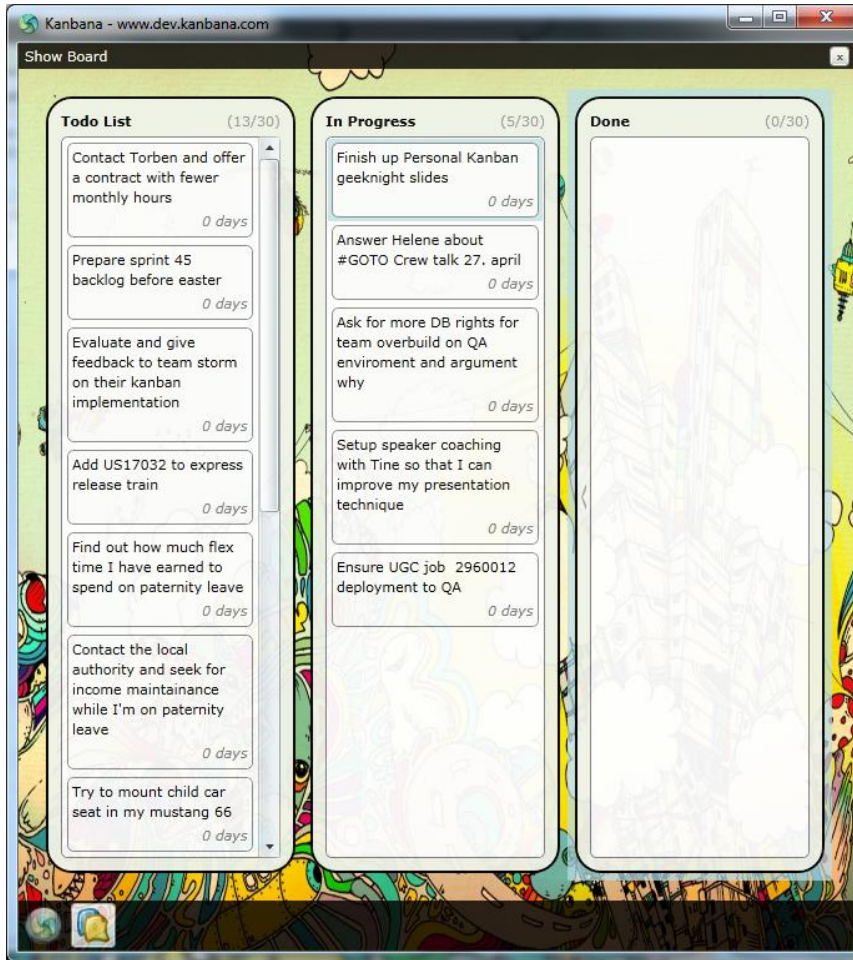 Kanbana - www.dev.kanbana.com
Show Board
Todo List (13/30)
Contact Torben and offer
a contract with fewer
monthly hours
0 days
Prepare sprint 45
backlog before easter
0 days
Evaluate and give
feedback to team storm
on their kanban
implementation
0 days
Add US17032 to express
release train
0 days
Find out how much flex
time I have earned to
spend on paternity leave
0 days
Contact the local
authority and seek for
income maintainance
while I'm on paternity
leave
0 days
Try to mount child car
seat in my mustang 66
0 days
In Progress (5/30)
Finish up Personal Kanban
geeknight slides
0 days
Answer Helene about
#GOTO Crew talk 27. april
0 days
Ask for more DB rights for
team overbuild on QA
enviroment and argument
why
0 days
Setup speaker coaching
with Tine so that I can
improve my presentation
technique
0 days
Ensure UGC job  2960012
deployment to QA
0 days
Done (0/30)